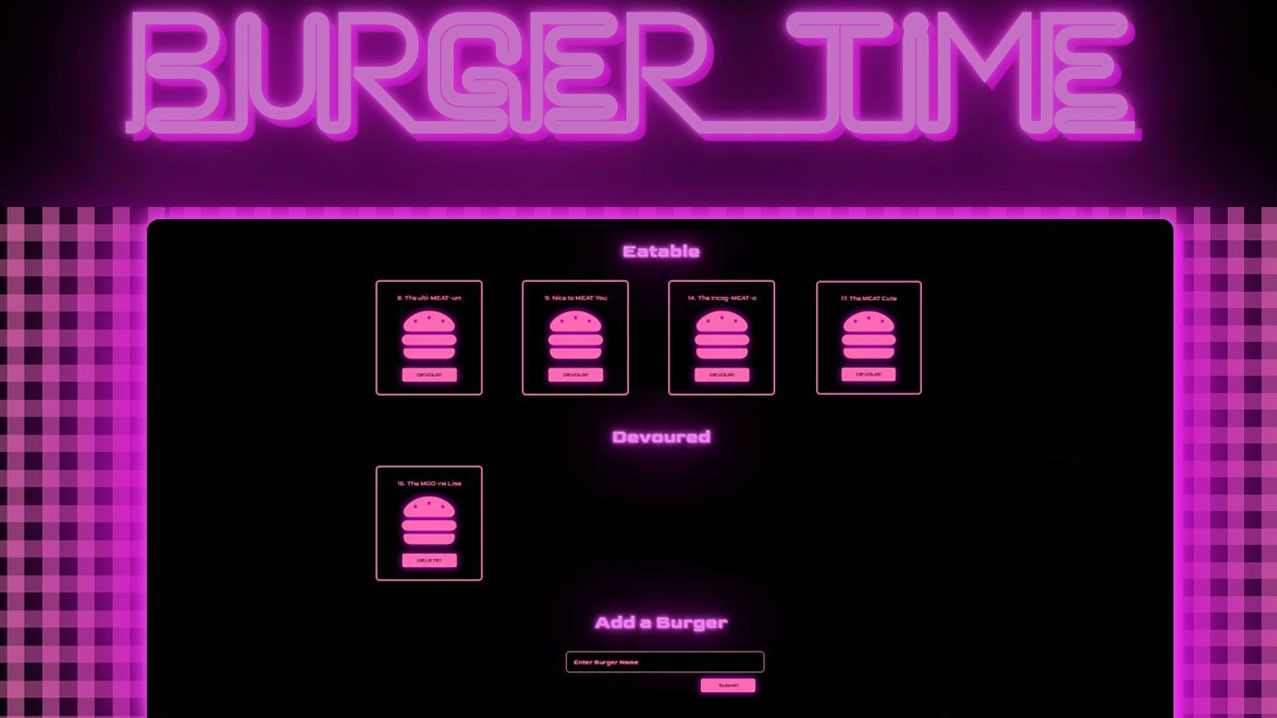 BURGER TIME
Eatable
8. The ulti-MEAT-um
9. Nice to MEAT You
14. The Incog-MEAT-o
17. The MEAT Cute
DEVOUR!
DEVOUR!
DEVOUR!
DEVOUR!
Devoured
16. The MOO-na Lisa
DELETE!
Add a Burger
Enter Burger Name
Submit!